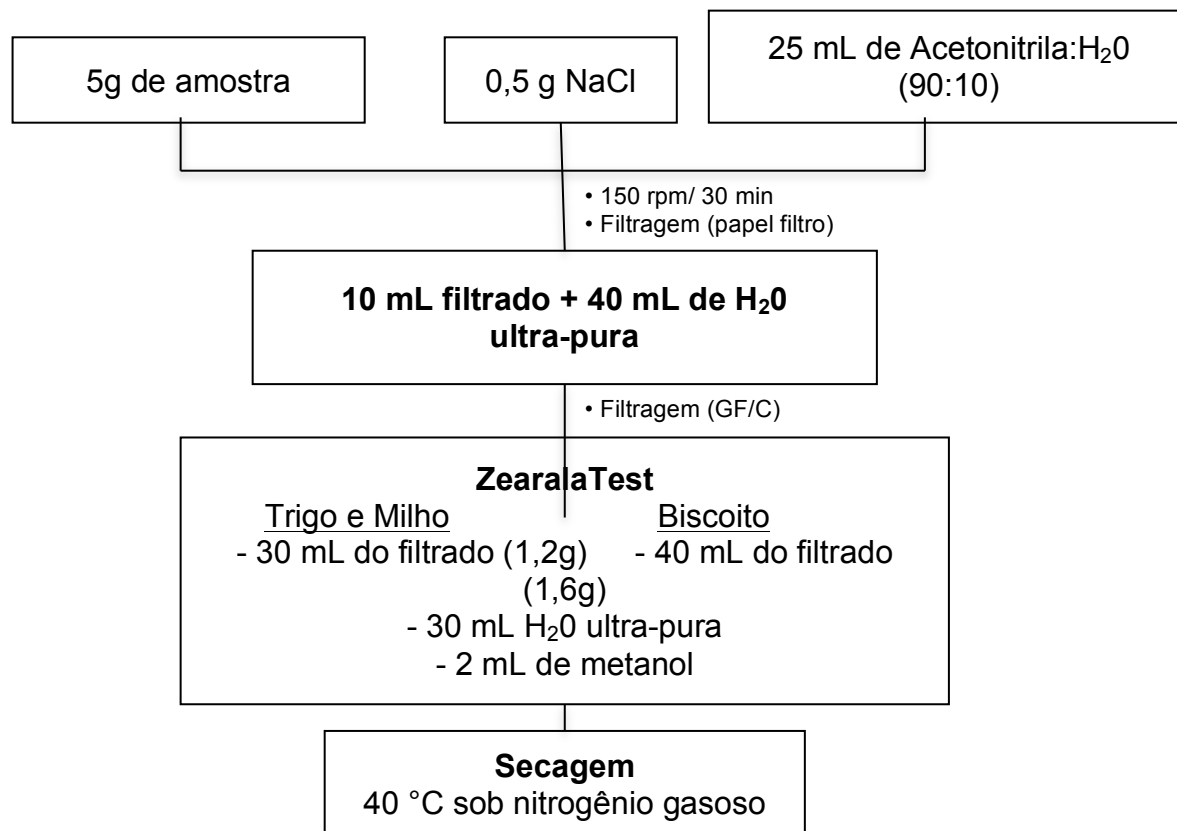 5g de amostra
0,5 g NaCl
25 mL de Acetonitrila:H₂0
(90:10)
• 150 rpm/ 30 min
• Filtragem (papel filtro)
10 mL filtrado + 40 mL de H₂0
ultra-pura
• Filtragem (GF/C)
ZearalaTest
Trigo e Milho Biscoito
- 30 mL do filtrado (1,2g) - 40 mL do filtrado
(1,6g)
- 30 mL H₂0 ultra-pura
- 2 mL de metanol
Secagem
40 °C sob nitrogênio gasoso